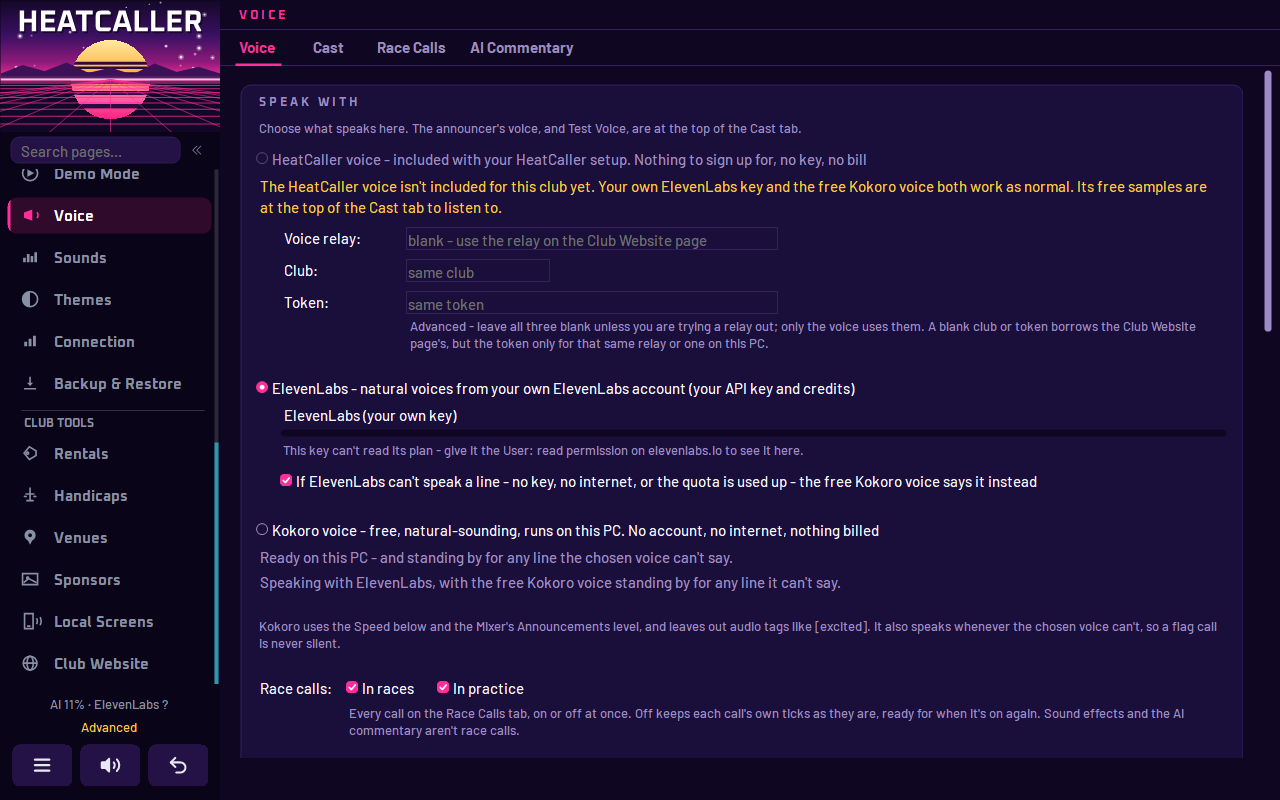 HEATCALLER
VOICE
Voice
Cast
Race Calls
AI Commentary
Search pages...
Demo Mode
Voice
Sounds
Themes
Connection
Backup & Restore
CLUB TOOLS
Rentals
Handicaps
Venues
Sponsors
Local Screens
Club Website
AI 11% · ElevenLabs ?
Advanced
SPEAK WITH
Choose what speaks here. The announcer's voice, and Test Voice, are at the top of the Cast tab.
HeatCaller voice - included with your HeatCaller setup. Nothing to sign up for, no key, no bill
The HeatCaller voice isn't included for this club yet. Your own ElevenLabs key and the free Kokoro voice both work as normal. Its free samples are
at the top of the Cast tab to listen to.
Voice relay:
blank - use the relay on the Club Website page
Club:
same club
Token:
same token
Advanced - leave all three blank unless you are trying a relay out; only the voice uses them. A blank club or token borrows the Club Website
page's, but the token only for that same relay or one on this PC.
ElevenLabs - natural voices from your own ElevenLabs account (your API key and credits)
ElevenLabs (your own key)
This key can't read its plan - give it the User: read permission on elevenlabs.io to see it here.
If ElevenLabs can't speak a line - no key, no internet, or the quota is used up - the free Kokoro voice says it instead
Kokoro voice - free, natural-sounding, runs on this PC. No account, no internet, nothing billed
Ready on this PC - and standing by for any line the chosen voice can't say.
Speaking with ElevenLabs, with the free Kokoro voice standing by for any line it can't say.
Kokoro uses the Speed below and the Mixer's Announcements level, and leaves out audio tags like [excited]. It also speaks whenever the chosen voice can't, so a flag call
is never silent.
Race calls:
In races
In practice
Every call on the Race Calls tab, on or off at once. Off keeps each call's own ticks as they are, ready for when it's on again. Sound effects and the AI
commentary aren't race calls.